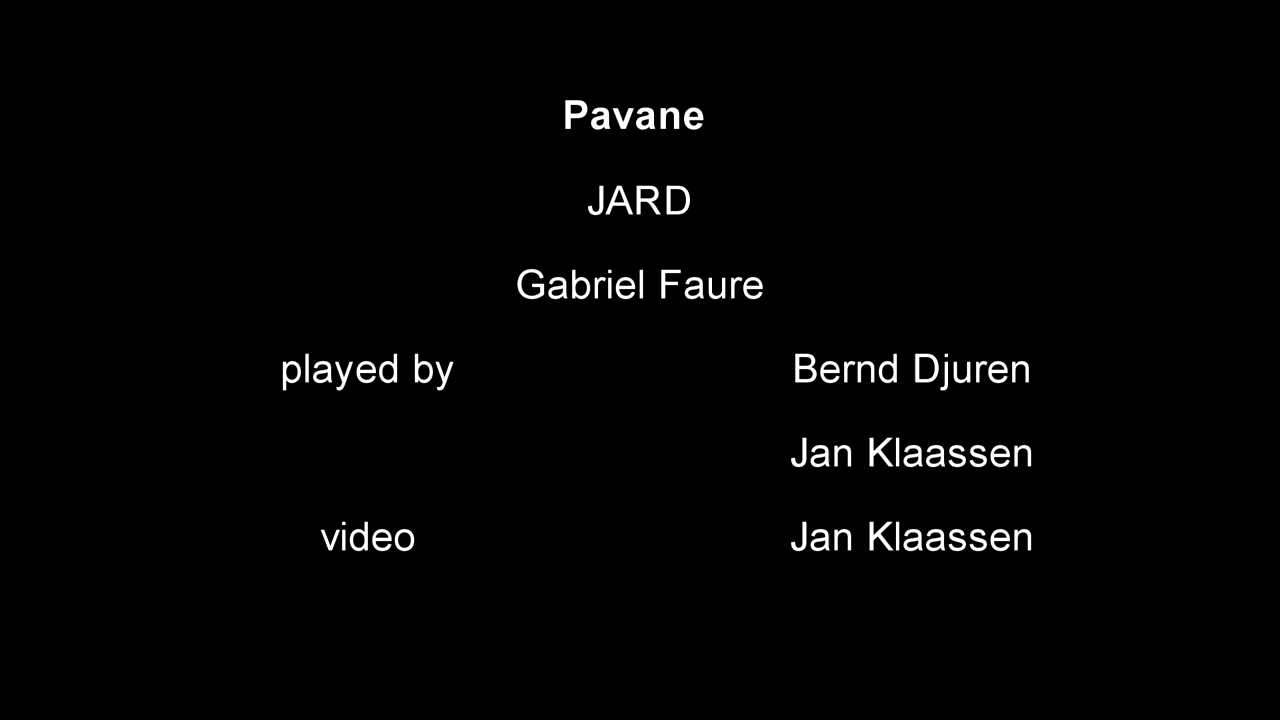 Pavane
JARD
Gabriel Faure
played by Bernd Djuren
Jan Klaassen
video Jan Klaassen